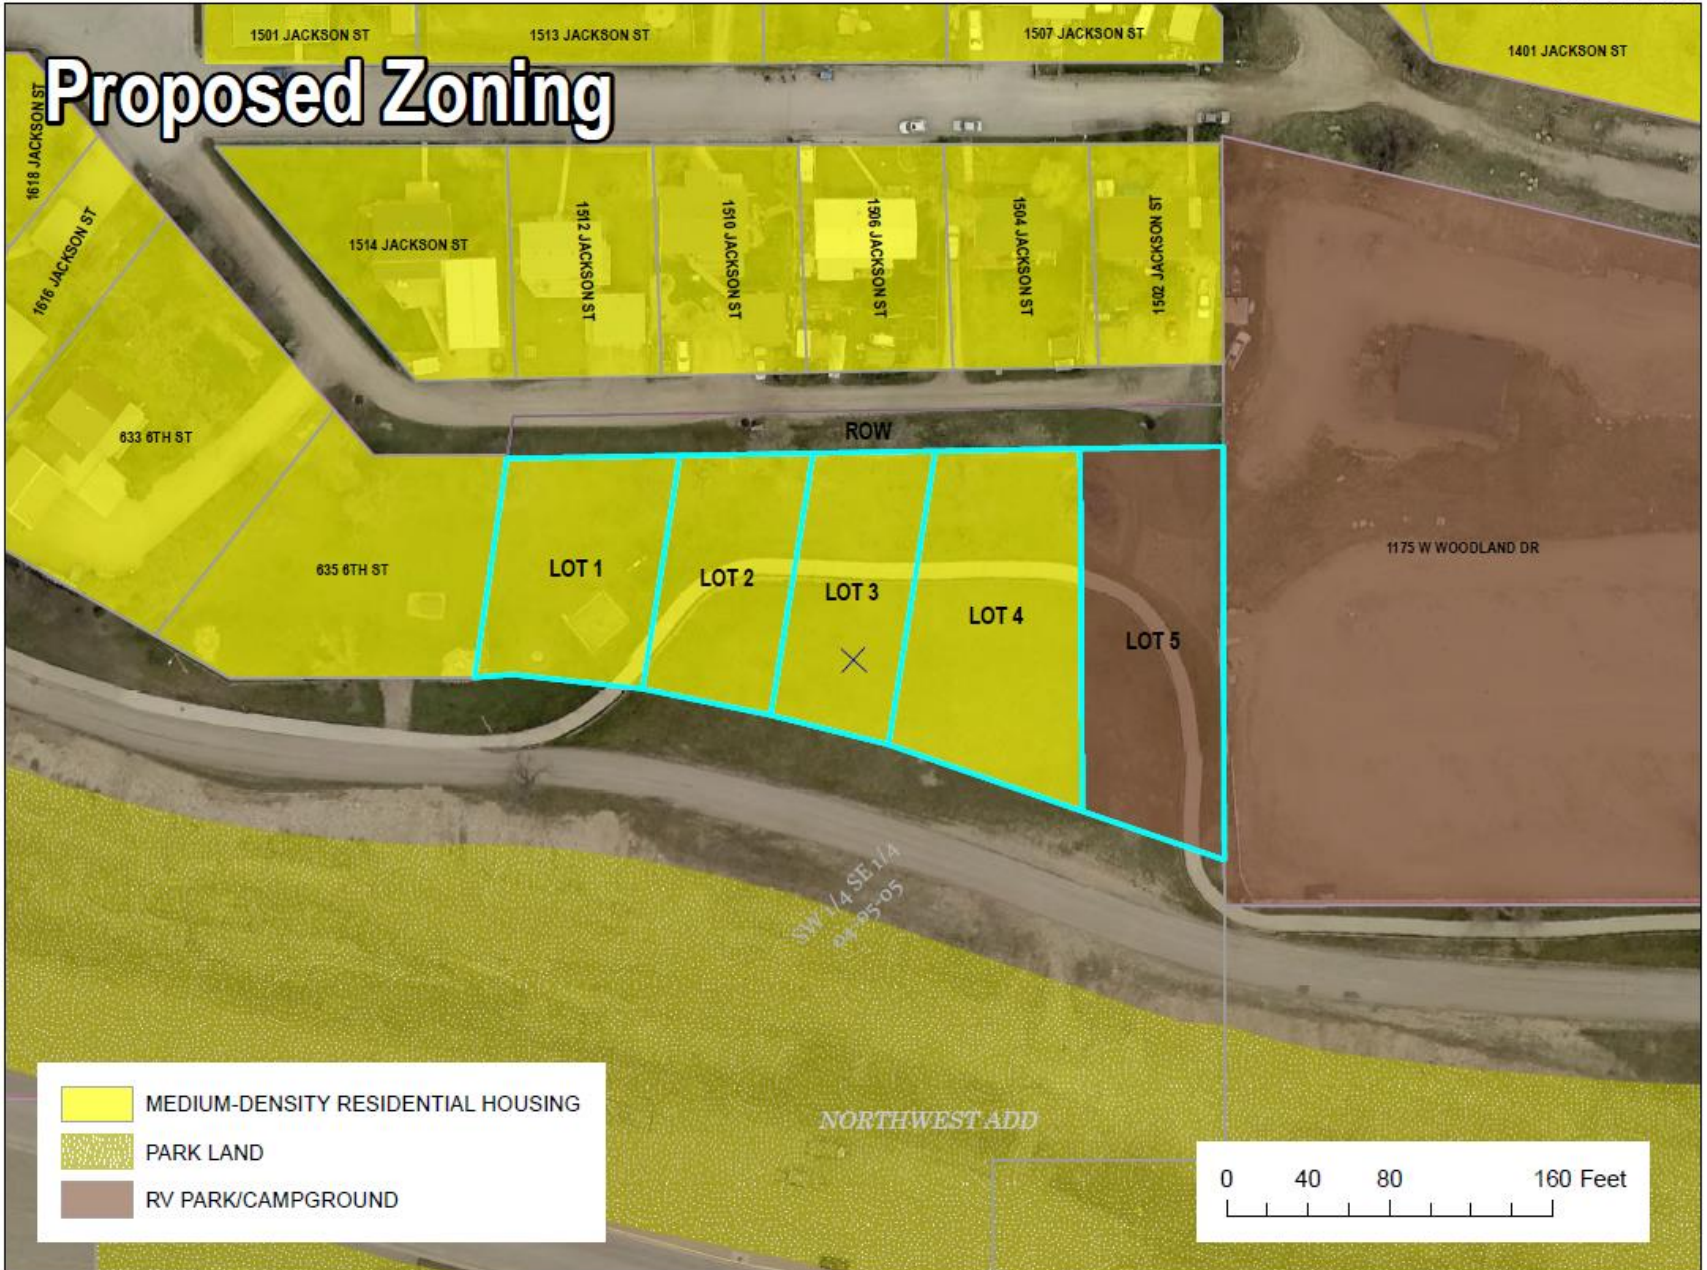 1501 JACKSON ST
1513 JACKSON ST
1507 JACKSON ST
1401 JACKSON ST
Proposed Zoning
1618 JACKSON ST
1616 JACKSON ST
1514 JACKSON ST
1512 JACKSON ST
1510 JACKSON ST
1506 JACKSON ST
1504 JACKSON ST
1502 JACKSON ST
633 6TH ST
ROW
635 6TH ST
LOT 1
LOT 2
LOT 3
LOT 4
LOT 5
1175 W WOODLAND DR
SW 1/4 SE 1/4
04-05-05
NORTHWEST ADD
MEDIUM-DENSITY RESIDENTIAL HOUSING
PARK LAND
RV PARK/CAMPGROUND
0 40 80 160 Feet